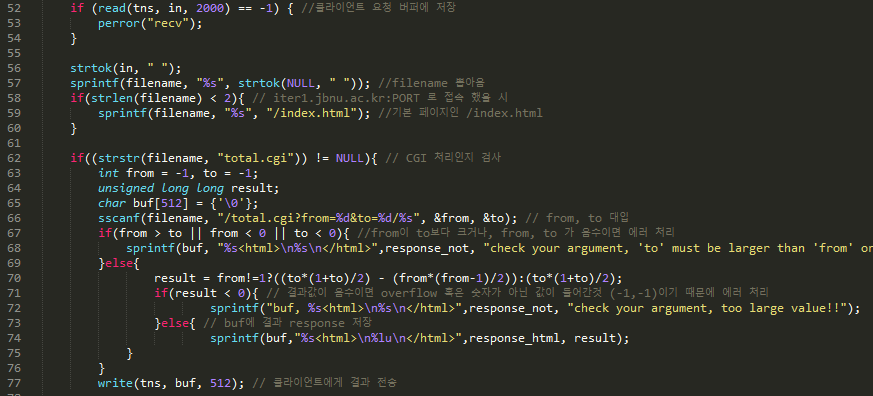 52 if (read(tns, in, 2000) == -1) { //클라이언트 요청 버퍼에 저장
53 perror("recv");
54 }
55
56 strtok(in, " ");
57 sprintf(filename, "%s", strtok(NULL, " ")); //filename 뽑아옴
58 if(strlen(filename) < 2){ // iter1.jbnu.ac.kr:PORT 로 접속 했을 시
59 sprintf(filename, "%s", "/index.html"); //기본 페이지인 /index.html
60 }
61
62 if((strstr(filename, "total.cgi")) != NULL){ // CGI 처리인지 검사
63 int from = -1, to = -1;
64 unsigned long long result;
65 char buf[512] = {'\0'};
66 sscanf(filename, "/total.cgi?from=%d&to=%d/%s", &from, &to); // from, to 대입
67 if(from > to || from < 0 || to < 0){ //from이 to보다 크거나, from, to 가 음수이면 에러 처리
68 sprintf(buf, "%s<html>\n%s\n</html>",response_not, "check your argument, 'to' must be larger than 'from' or
69 }else{
70 result = from!=1?((to*(1+to)/2) - (from*(from-1)/2)):(to*(1+to)/2);
71 if(result < 0){ // 결과값이 음수이면 overflow 혹은 숫자가 아닌 값이 들어간것 (-1,-1)이기 때문에 에러 처리
72 sprintf("buf, %s<html>\n%s\n</html>",response_not, "check your argument, too large value!!");
73 }else{ // buf에 결과 response 저장
74 sprintf(buf,"%s<html>\n%lu\n</html>",response_html, result);
75 }
76 }
77 write(tns, buf, 512); // 클라이언트에게 결과 전송